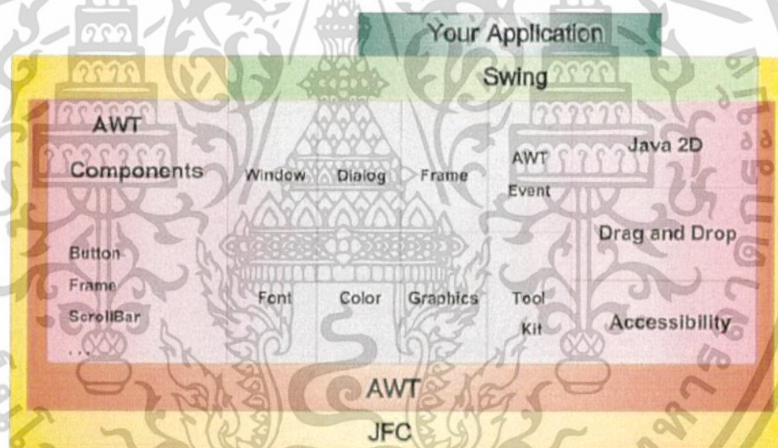 Your Application
Swing
AWT
Components
Button
Frame
ScrollBar
...
Window
Dialog
Frame
AWT
Event
Java 2D
Drag and Drop
Font
Color
Graphics
Tool
Kit
Accessibility
AWT
JFC